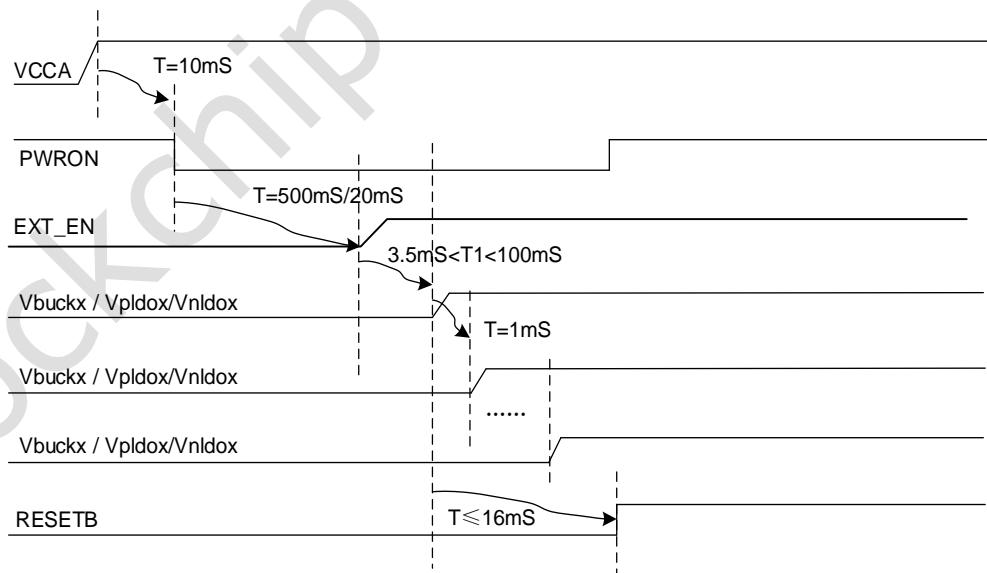 VCCA
T=10mS
PWRON
T=500mS/20mS
EXT_EN
3.5mS<T1<100mS
Vbuckx / Vpldox/Vnldox
T=1mS
Vbuckx / Vpldox/Vnldox
......
Vbuckx / Vpldox/Vnldox
T≤16mS
RESETB
ockchip